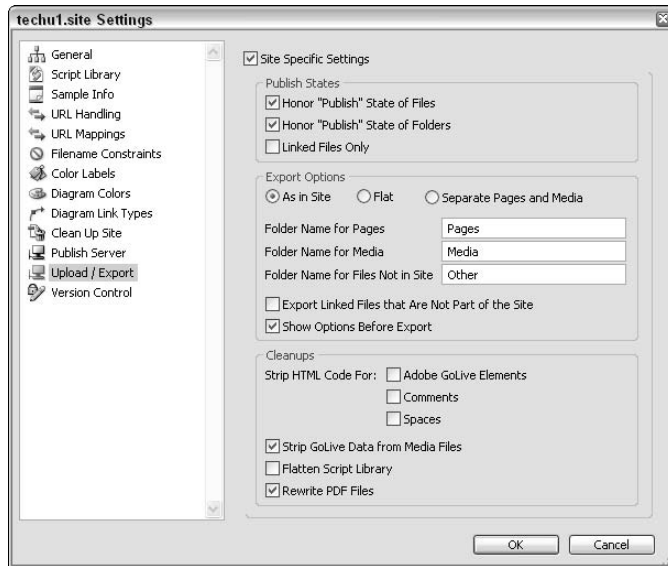 techu1.site Settings
General
Script Library
Sample Info
URL Handling
URL Mappings
Filename Constraints
Color Labels
Diagram Colors
Diagram Link Types
Clean Up Site
Publish Server
Upload / Export
Version Control
Site Specific Settings
Publish States
Honor "Publish" State of Files
Honor "Publish" State of Folders
Linked Files Only
Export Options
As in Site Flat Separate Pages and Media
Folder Name for Pages Pages
Folder Name for Media Media
Folder Name for Files Not in Site Other
Export Linked Files that Are Not Part of the Site
Show Options Before Export
Cleanups
Strip HTML Code For: Adobe GoLive Elements
Comments
Spaces
Strip GoLive Data from Media Files
Flatten Script Library
Rewrite PDF Files
OK Cancel